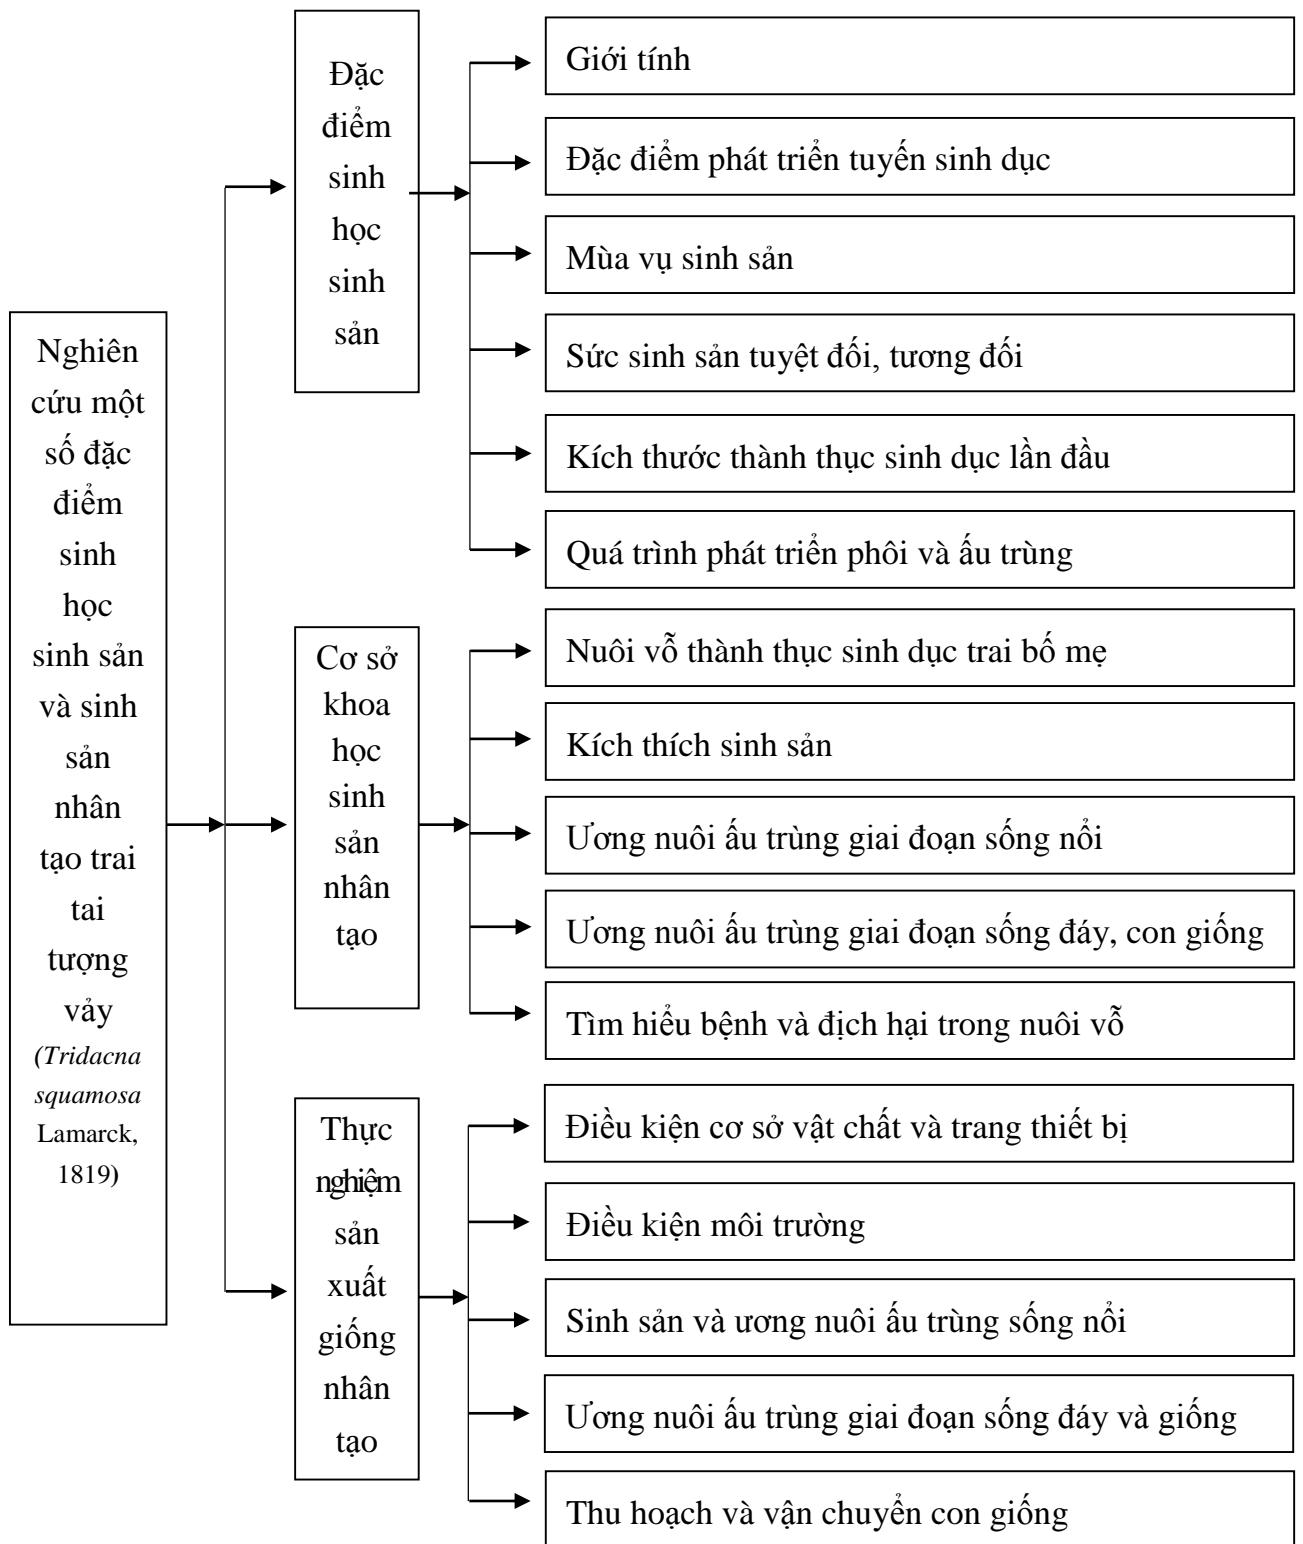 Nghiên
cứu một
số đặc
điểm
sinh
học
sinh sản
và sinh
sản
nhân
tạo trai
tai
tượng
vảy
(Tridacna
squamosa
Lamarck,
1819)
Đặc
điểm
sinh
học
sinh
sản
Giới tính
Đặc điểm phát triển tuyến sinh dục
Mùa vụ sinh sản
Sức sinh sản tuyệt đối, tương đối
Kích thước thành thục sinh dục lần đầu
Quá trình phát triển phôi và ấu trùng
Cơ sở
khoa
học
sinh
sản
nhân
tạo
Nuôi vỗ thành thục sinh dục trai bố mẹ
Kích thích sinh sản
Ương nuôi ấu trùng giai đoạn sống nổi
Ương nuôi ấu trùng giai đoạn sống đáy, con giống
Tìm hiểu bệnh và địch hại trong nuôi vỗ
Thực
nghiệm
sản
xuất
giống
nhân
tạo
Điều kiện cơ sở vật chất và trang thiết bị
Điều kiện môi trường
Sinh sản và ương nuôi ấu trùng sống nổi
Ương nuôi ấu trùng giai đoạn sống đáy và giống
Thu hoạch và vận chuyển con giống